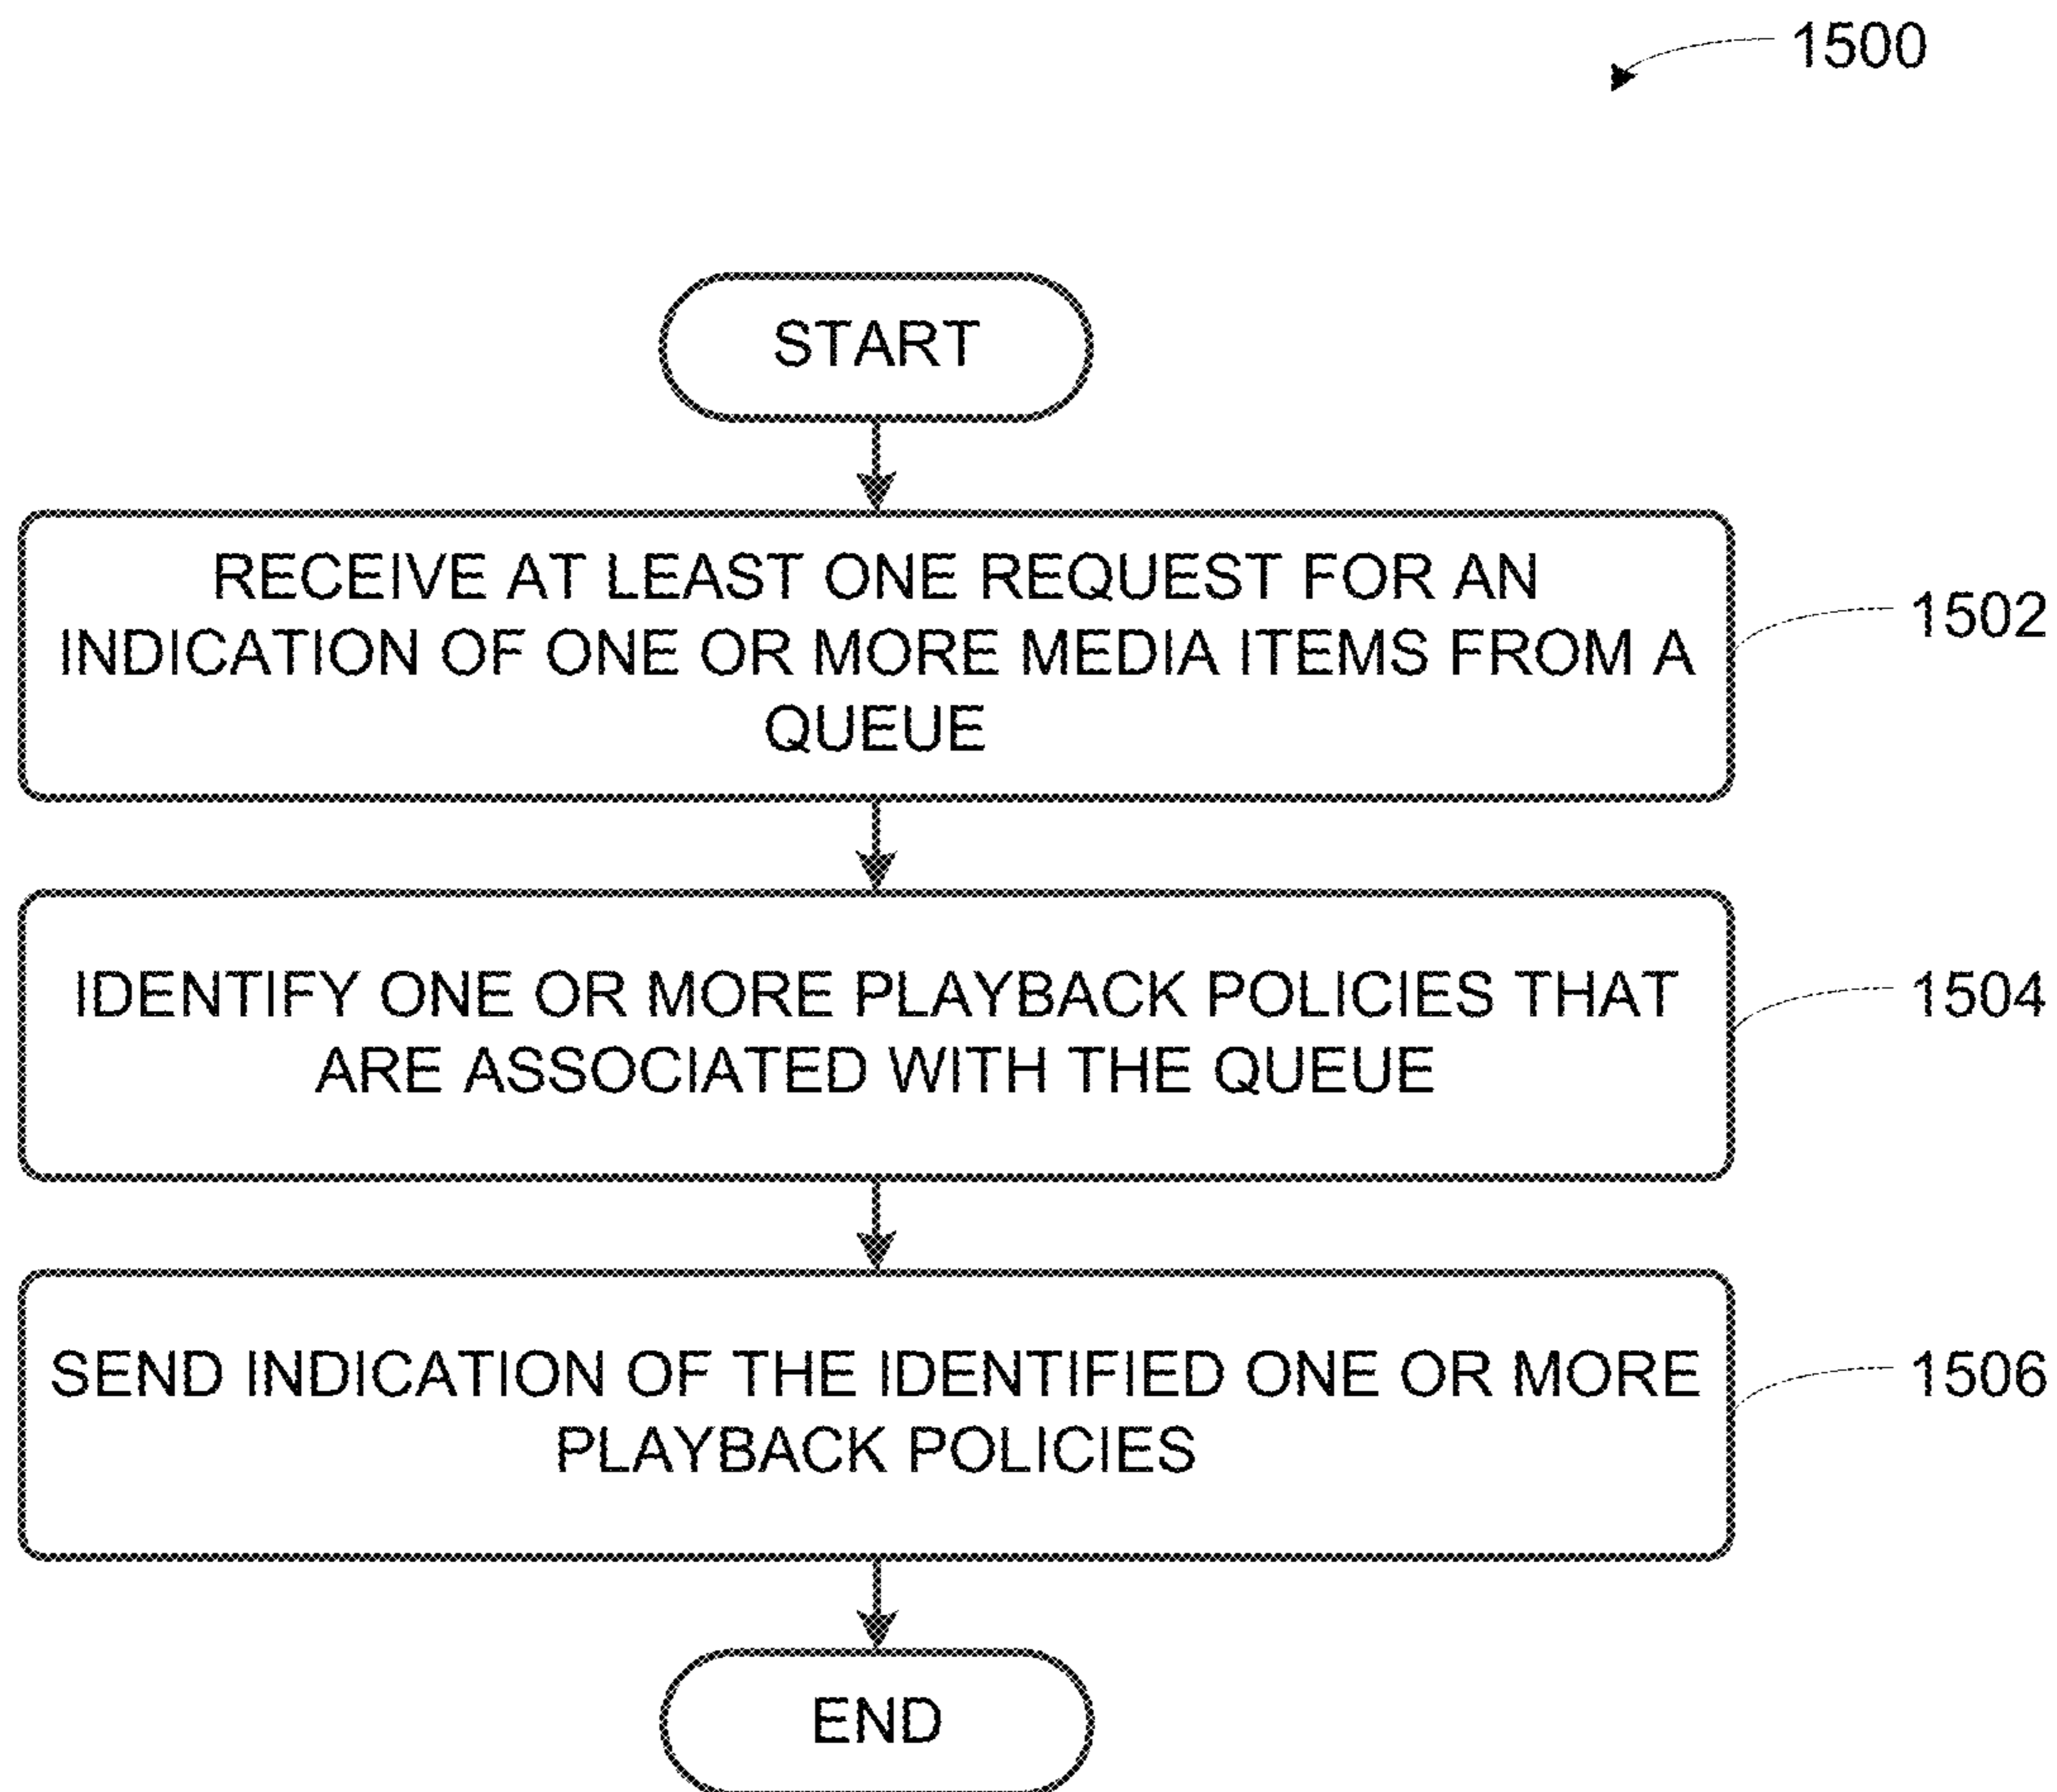 1500
START
RECEIVE AT LEAST ONE REQUEST FOR AN
INDICATION OF ONE OR MORE MEDIA ITEMS FROM A
QUEUE
1502
IDENTIFY ONE OR MORE PLAYBACK POLICIES THAT
ARE ASSOCIATED WITH THE QUEUE
1504
SEND INDICATION OF THE IDENTIFIED ONE OR MORE
PLAYBACK POLICIES
1506
END